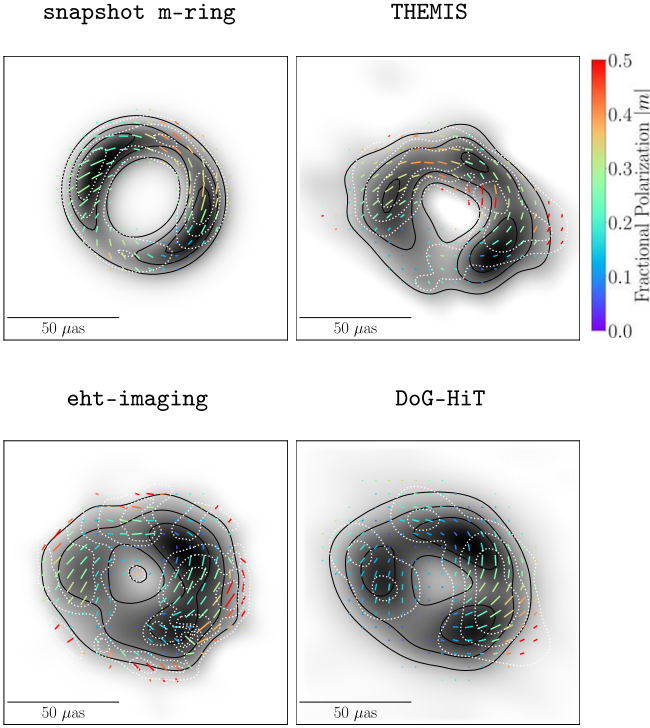 snapshot m-ring
THEMIS
50 μas
50 μas
0.5
0.4
0.3
0.2
0.1
0.0
Fractional Polarization |m|
eht-imaging
DoG-HiT
50 μas
50 μas